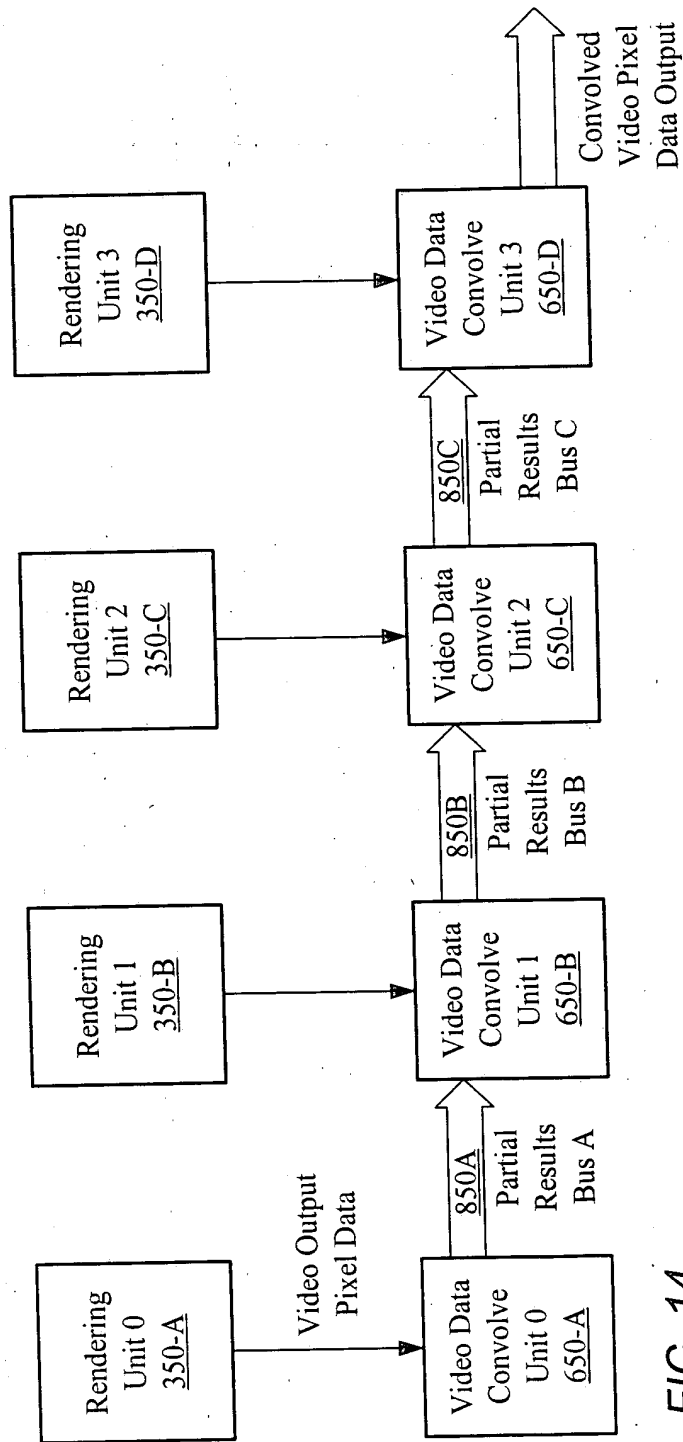 Rendering
Unit 0
350-A
Rendering
Unit 1
350-B
Rendering
Unit 2
350-C
Rendering
Unit 3
350-D
Video Output
Pixel Data
Video Data
Convolve
Unit 0
650-A
850A
Partial
Results
Bus A
Video Data
Convolve
Unit 1
650-B
850B
Partial
Results
Bus B
Video Data
Convolve
Unit 2
650-C
850C
Partial
Results
Bus C
Video Data
Convolve
Unit 3
650-D
Convolved
Video Pixel
Data Output
FIG. 14